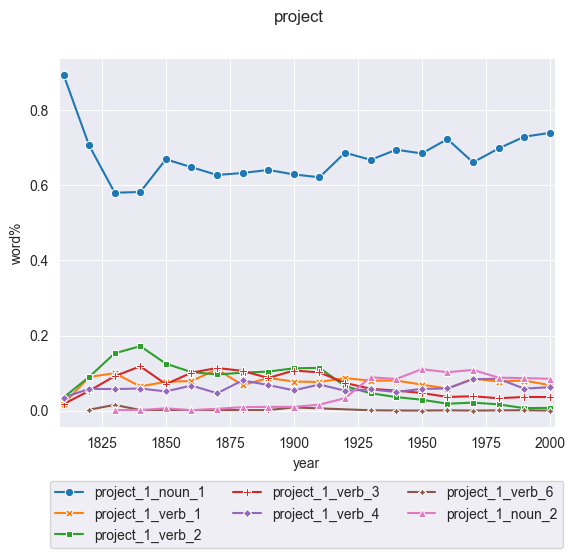 project
0.8
0.6
0.4
0.2
0.0
word%
1825 1850 1875 1900 1925 1950 1975 2000
year
project_1_noun_1 project_1_verb_3 project_1_verb_6
project_1_verb_1 project_1_verb_4 project_1_noun_2
project_1_verb_2